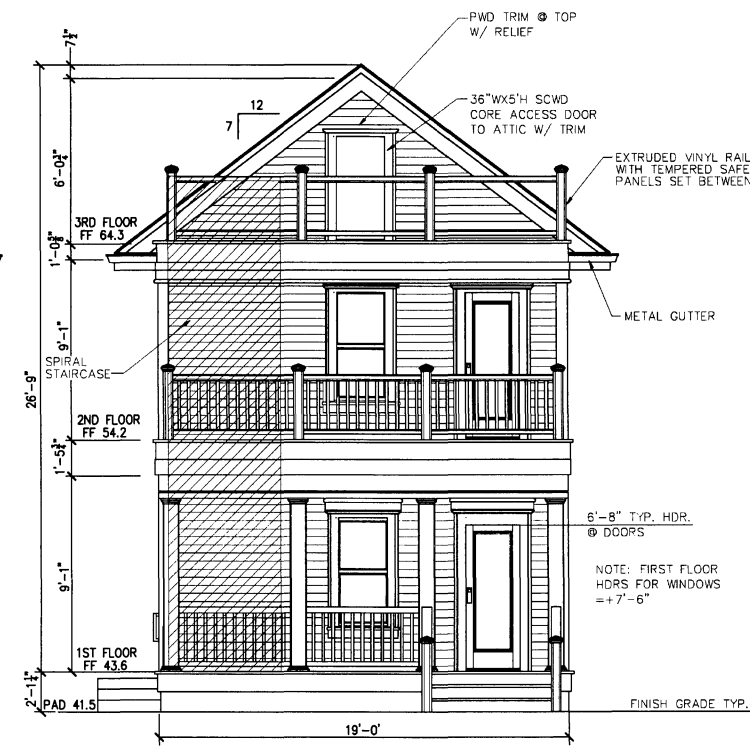 PWD TRIM @ TOP
W/ RELIEF
7½"
12
7
36"WX5'H SCWD
CORE ACCESS DOOR
TO ATTIC W/ TRIM
EXTRUDED VINYL RAIL
WITH TEMPERED SAFE
PANELS SET BETWEEN
6'-0¾"
3RD FLOOR
FF 64.3
1'-0⅝"
METAL GUTTER
9'-1"
SPIRAL
STAIRCASE
26'-9"
2ND FLOOR
FF 54.2
1'-5¾"
6'-8" TYP. HDR.
@ DOORS
NOTE: FIRST FLOOR
HDRS FOR WINDOWS
=+7'-6"
9'-1"
1ST FLOOR
FF 43.6
2'-1¼"
PAD 41.5
FINISH GRADE TYP.
19'-0"